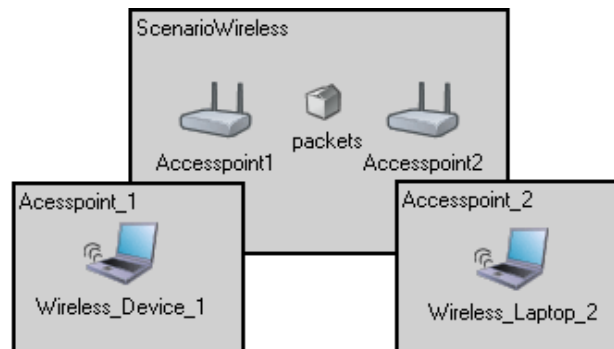 ScenarioWireless
packets
Accesspoint1
Accesspoint2
Acesspoint_1
Wireless_Device_1
Accesspoint_2
Wireless_Laptop_2